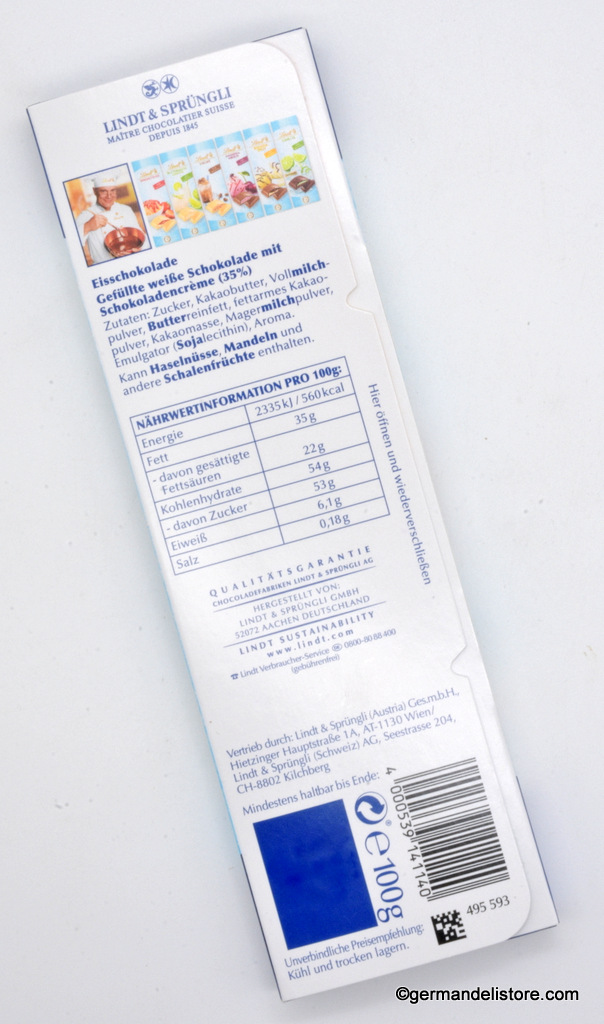 LINDT & SPRÜNGLI
MAÎTRE CHOCOLATIER SUISSE
DEPUIS 1845
Eisschokolade
Gefüllte weiße Schokolade mit
Schokoladencrème (35%)
Zutaten: Zucker, Kakaobutter, Vollmilch-
pulver, Butterreinfett, fettarmes Kakao-
pulver, Kakaomasse, Magermilchpulver,
Emulgator (Sojalecithin), Aroma.
Kann Haselnüsse, Mandeln und
andere Schalenfrüchte enthalten.
NÄHRWERTINFORMATION PRO 100g:
Energie 2335 kJ / 560 kcal
Fett 35 g
- davon gesättigte
Fettsäuren 22 g
Kohlenhydrate 54 g
- davon Zucker 53 g
Eiweiß 6,1 g
Salz 0,18 g
Hier öffnen und wiederverschließen
QUALITÄTSGARANTIE
CHOCOLADEFABRIKEN LINDT & SPRÜNGLI AG
HERGESTELLT VON:
LINDT & SPRÜNGLI GMBH
52072 AACHEN DEUTSCHLAND
LINDT SUSTAINABILITY
www.lindt.com
Lindt Verbraucher-Service 0800-80 88 400
(gebührenfrei)
Vertrieb durch: Lindt & Sprüngli (Austria) Ges.m.b.H.,
Hietzinger Hauptstraße 1A, AT-1130 Wien/
Lindt & Sprüngli (Schweiz) AG, Seestrasse 204,
CH-8802 Kilchberg
Mindestens haltbar bis Ende:
4 000539 141140
℮ 100g
495 593
Unverbindliche Preisempfehlung.
Kühl und trocken lagern.
©germandelistore.com